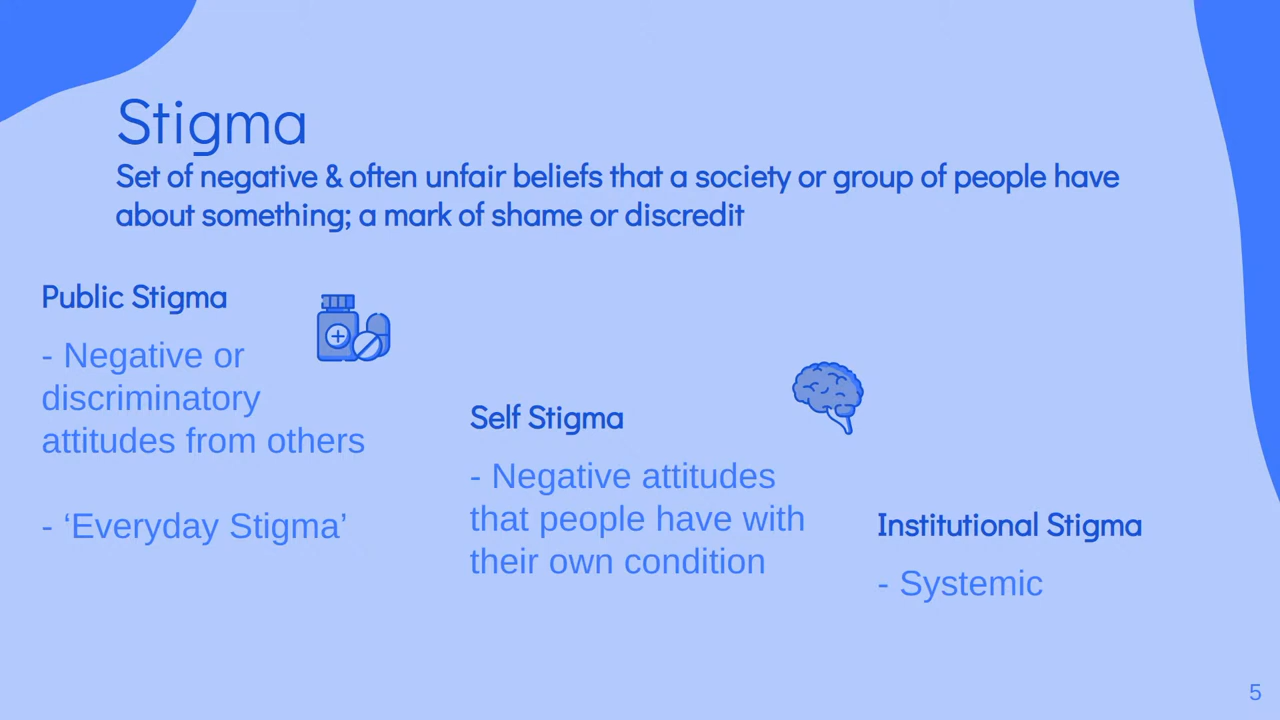 Stigma
Set of negative & often unfair beliefs that a society or group of people have
about something; a mark of shame or discredit
Public Stigma
- Negative or
discriminatory
attitudes from others
- ‘Everyday Stigma’
Self Stigma
- Negative attitudes
that people have with
their own condition
Institutional Stigma
- Systemic
5